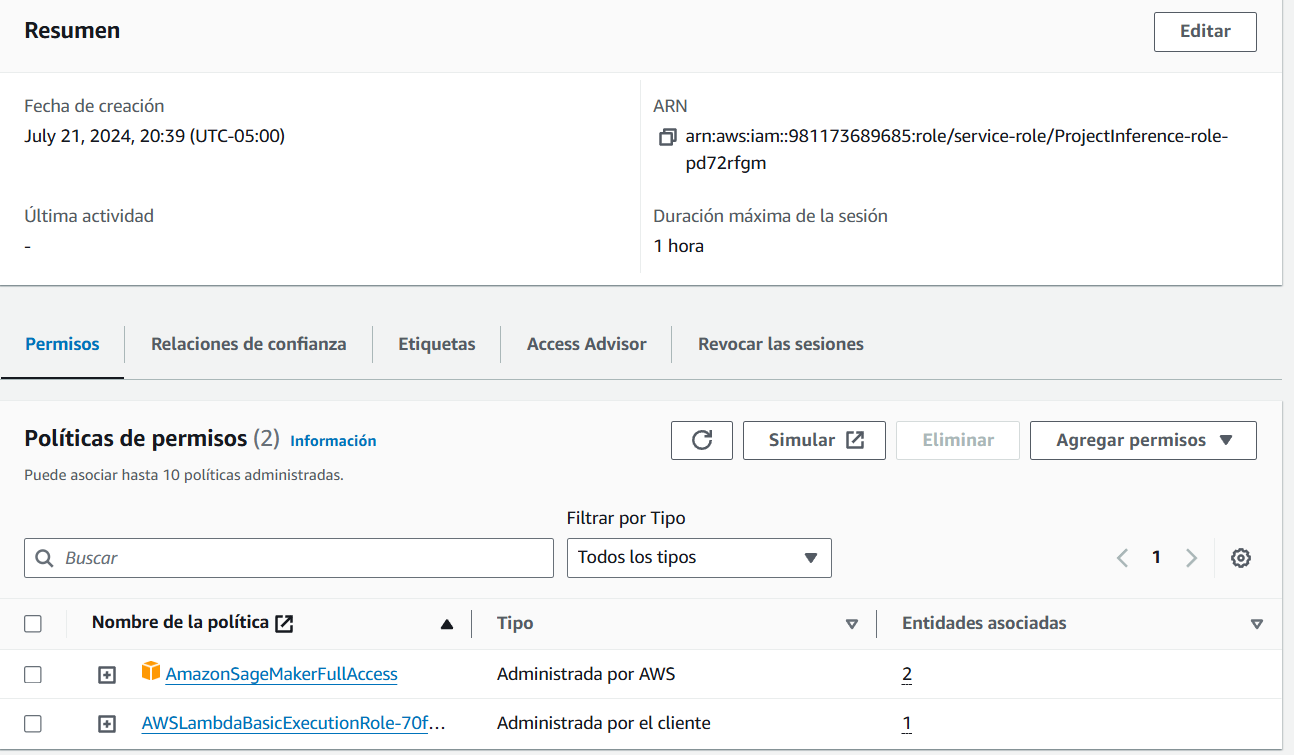 Resumen
Editar
Fecha de creación
July 21, 2024, 20:39 (UTC-05:00)
ARN
arn:aws:iam::981173689685:role/service-role/ProjectInference-role-
pd72rfgm
Última actividad
-
Duración máxima de la sesión
1 hora
Permisos
Relaciones de confianza
Etiquetas
Access Advisor
Revocar las sesiones
Políticas de permisos (2) Información
Puede asociar hasta 10 políticas administradas.
Simular
Eliminar
Agregar permisos
Filtrar por Tipo
Buscar
Todos los tipos
1
Nombre de la política
Tipo
Entidades asociadas
AmazonSageMakerFullAccess
Administrada por AWS
2
AWSLambdaBasicExecutionRole-70f...
Administrada por el cliente
1